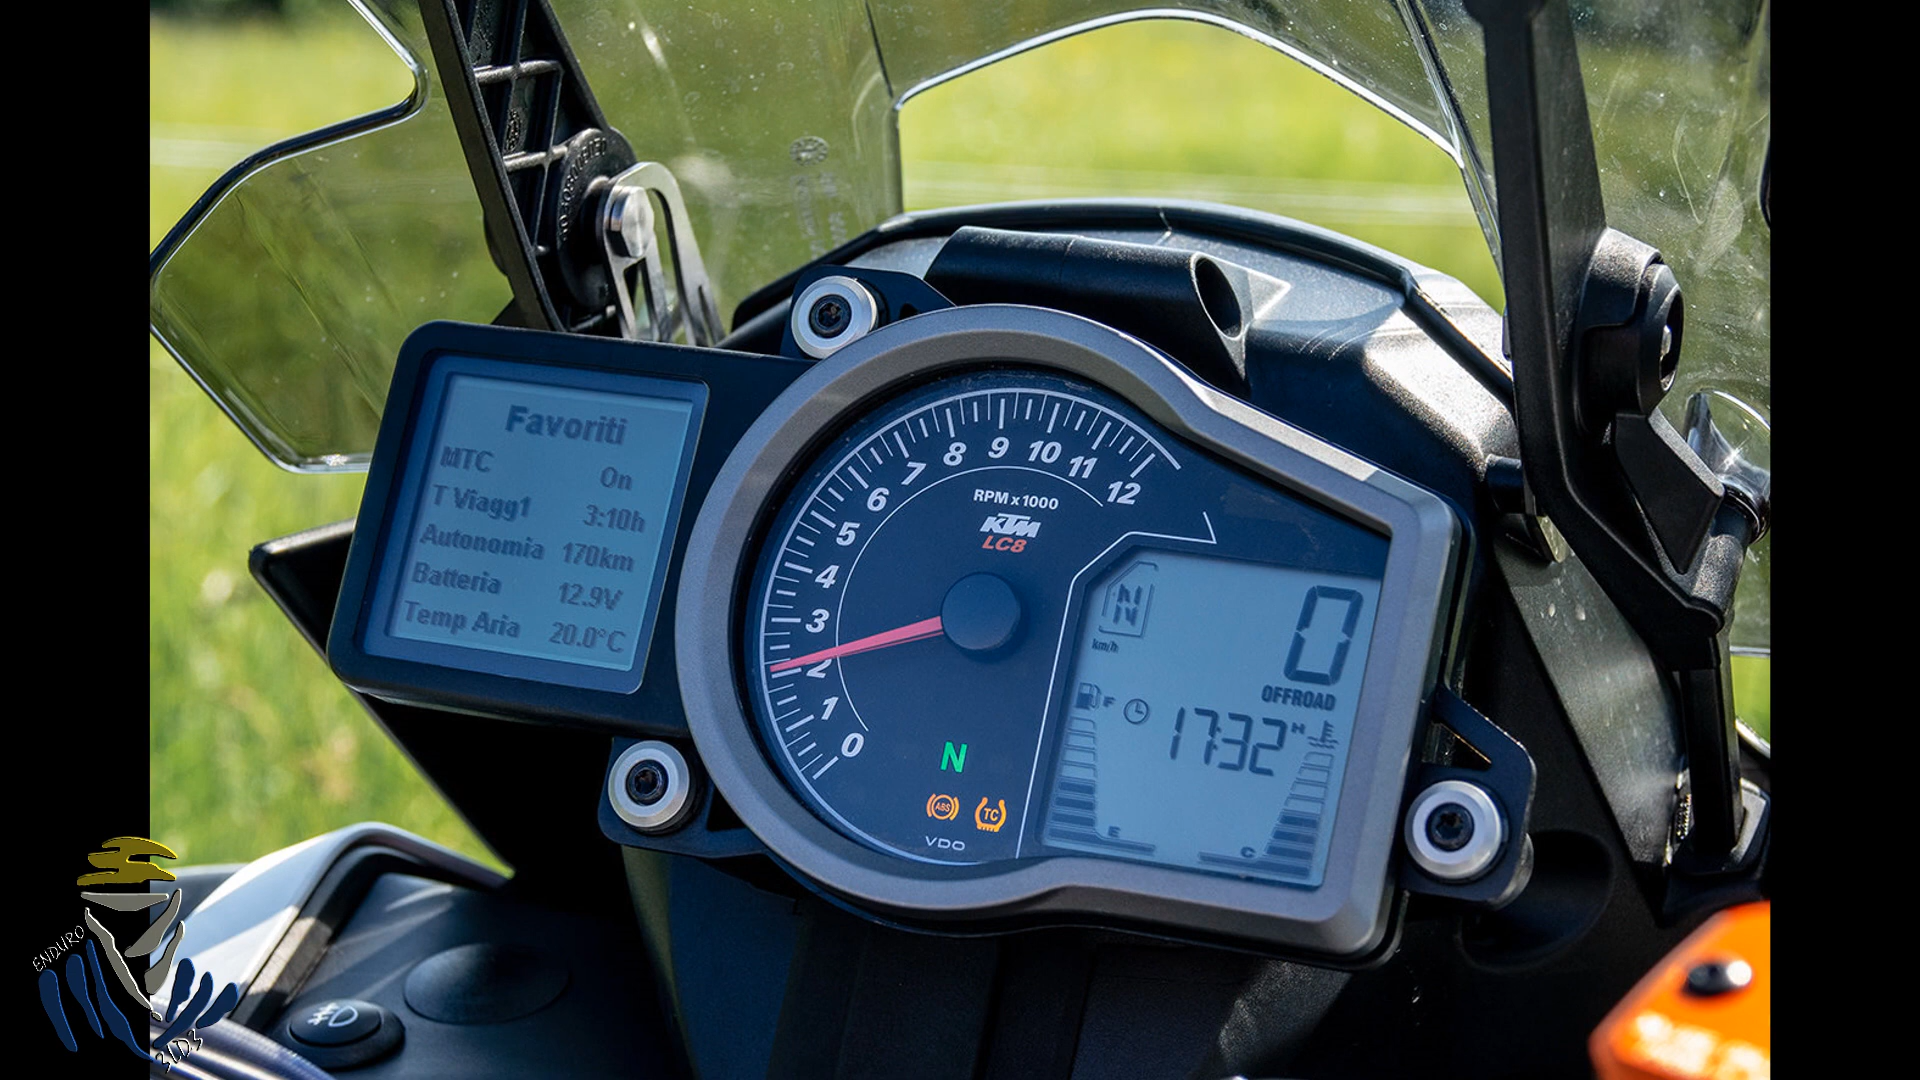 Favoriti
MTC On
T Viagg1 3:10h
Autonomia 170km
Batteria 12.9V
Temp Aria 20.0°C
0 1 2 3 4 5 6 7 8 9 10 11 12
RPM x 1000
KTM
LC8
N
ABS TC
VDO
N
0
km/h
OFFROAD
F
17:32 H
E
C
ENDURO